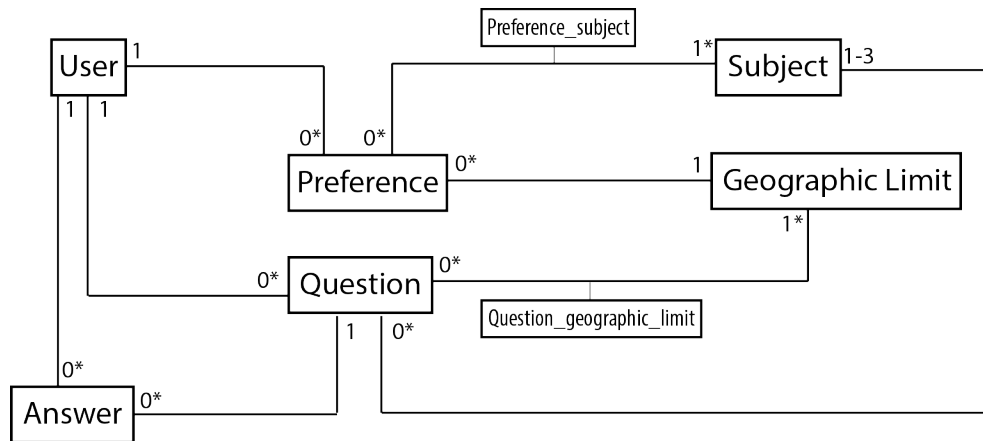 Preference_subject
User
1
1*
Subject
1-3
1
1
0*
0*
0*
Preference
1
Geographic Limit
1*
0*
Question
0*
Question_geographic_limit
1
0*
0*
Answer
0*